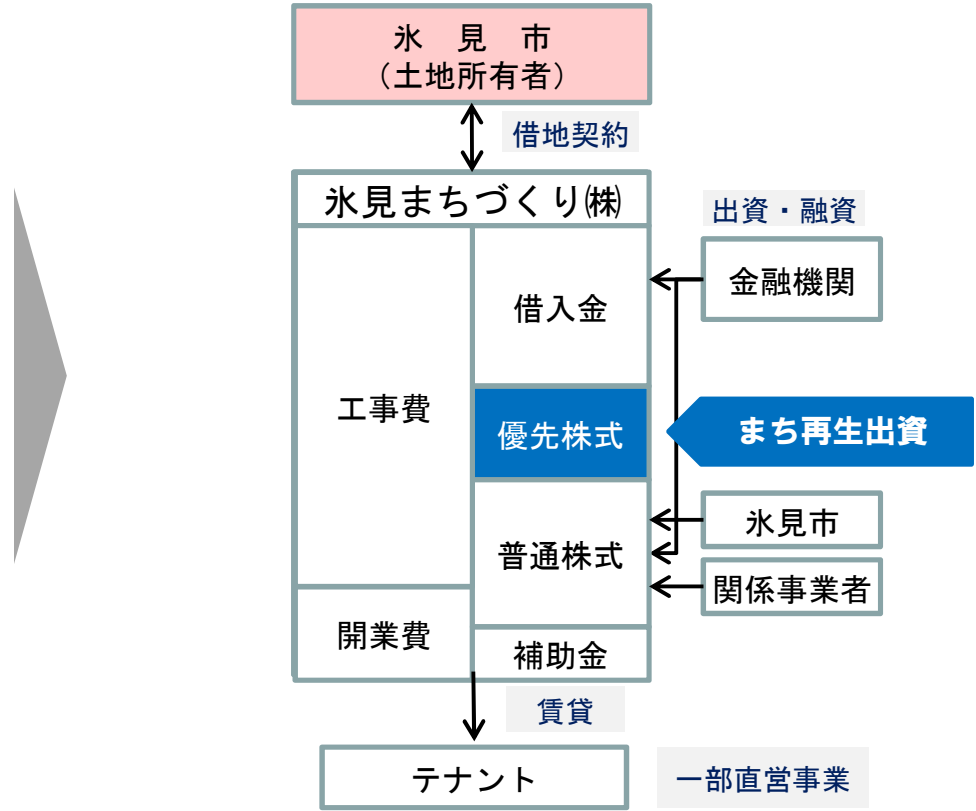 氷 見 市
（土地所有者）
借地契約
氷見まちづくり㈱
出資・融資
金融機関
借入金
工事費
優先株式
まち再生出資
氷見市
普通株式
関係事業者
開業費
補助金
賃貸
テナント
一部直営事業